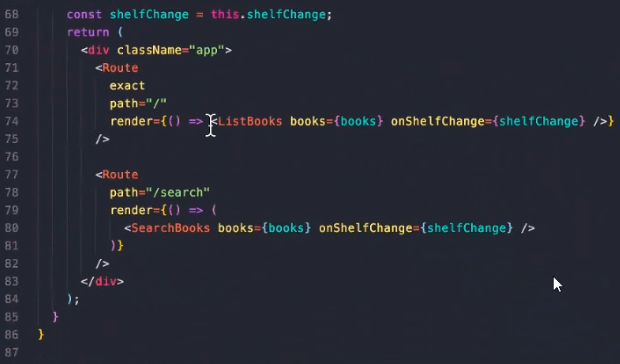 68 const shelfChange = this.shelfChange;
69 return (
70 <div className="app">
71 <Route
72 exact
73 path="/"
74 render={() => <ListBooks books={books} onShelfChange={shelfChange} />}
75 />
76
77 <Route
78 path="/search"
79 render={() => (
80 <SearchBooks books={books} onShelfChange={shelfChange} />
81 )}
82 />
83 </div>
84 );
85 }
86 }
87